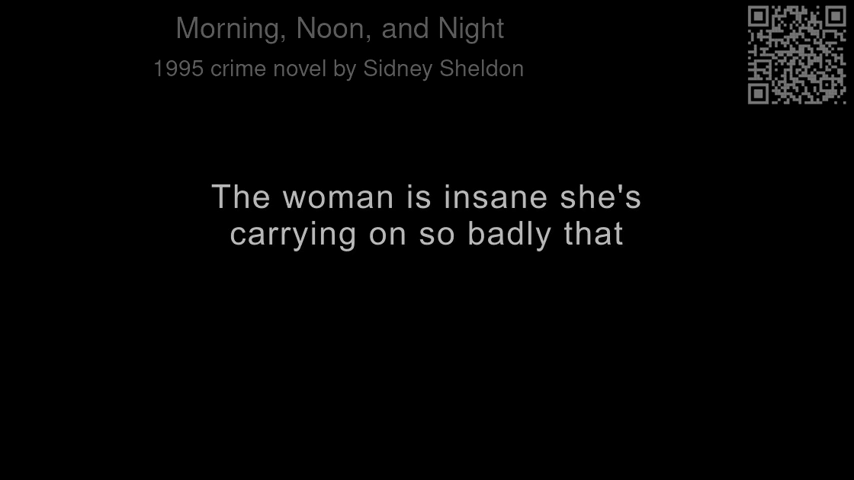 Morning, Noon, and Night
1995 crime novel by Sidney Sheldon
The woman is insane she's
carrying on so badly that